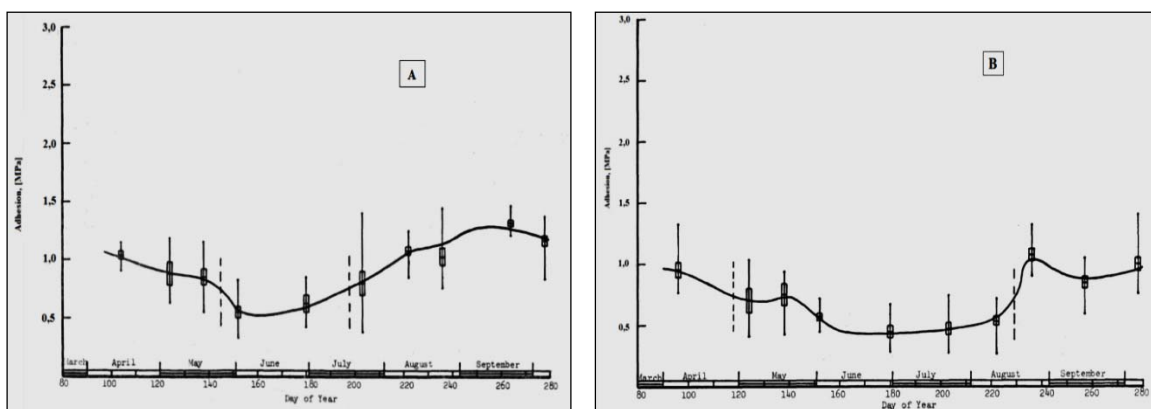 3,0
A
2,5
2,0
Adhesion, [MPa]
1,5
1,0
0,5
March April May June July August September
80 100 120 140 160 180 200 220 240 260 280
Day of Year
3,0
B
2,5
2,0
Adhesion, [MPa]
1,5
1,0
0,5
March April May June July August September
80 100 120 140 160 180 200 220 240 260 280
Day of Year